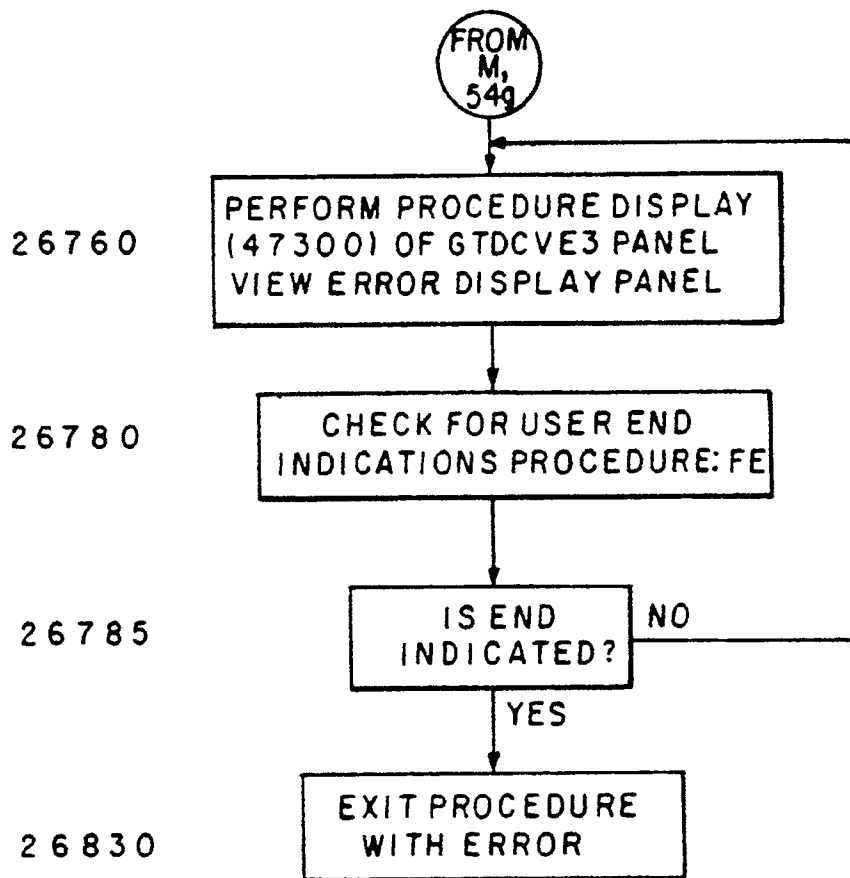 FROM
M,
54g
26760
PERFORM PROCEDURE DISPLAY
(47300) OF GTDCVE3 PANEL
VIEW ERROR DISPLAY PANEL
26780
CHECK FOR USER END
INDICATIONS PROCEDURE: FE
26785
IS END
INDICATED?
NO
YES
26830
EXIT PROCEDURE
WITH ERROR